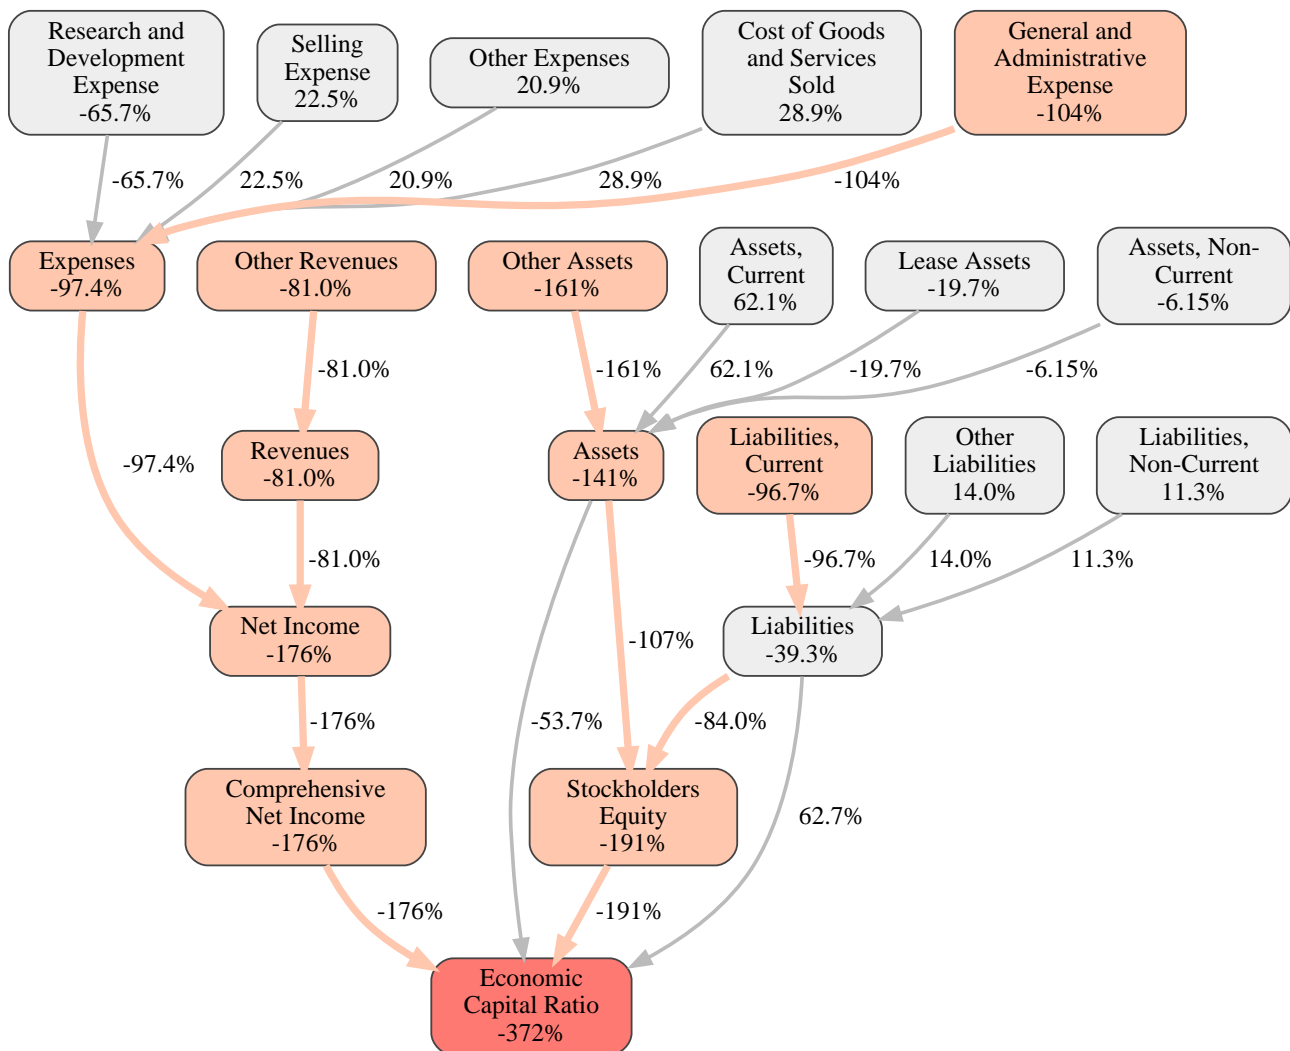 Research and
Development
Expense
-65.7%
Selling
Expense
22.5%
Other Expenses
20.9%
Cost of Goods
and Services
Sold
28.9%
General and
Administrative
Expense
-104%
-65.7%
22.5%
20.9%
28.9%
-104%
Expenses
-97.4%
Other Revenues
-81.0%
Other Assets
-161%
Assets,
Current
62.1%
Lease Assets
-19.7%
Assets, Non-
Current
-6.15%
-81.0%
-161%
62.1%
-19.7%
-6.15%
-97.4%
Revenues
-81.0%
Assets
-141%
Liabilities,
Current
-96.7%
Other
Liabilities
14.0%
Liabilities,
Non-Current
11.3%
-81.0%
-96.7%
14.0%
11.3%
Net Income
-176%
-107%
Liabilities
-39.3%
-176%
-53.7%
-84.0%
Comprehensive
Net Income
-176%
Stockholders
Equity
-191%
62.7%
-176%
-191%
Economic
Capital Ratio
-372%